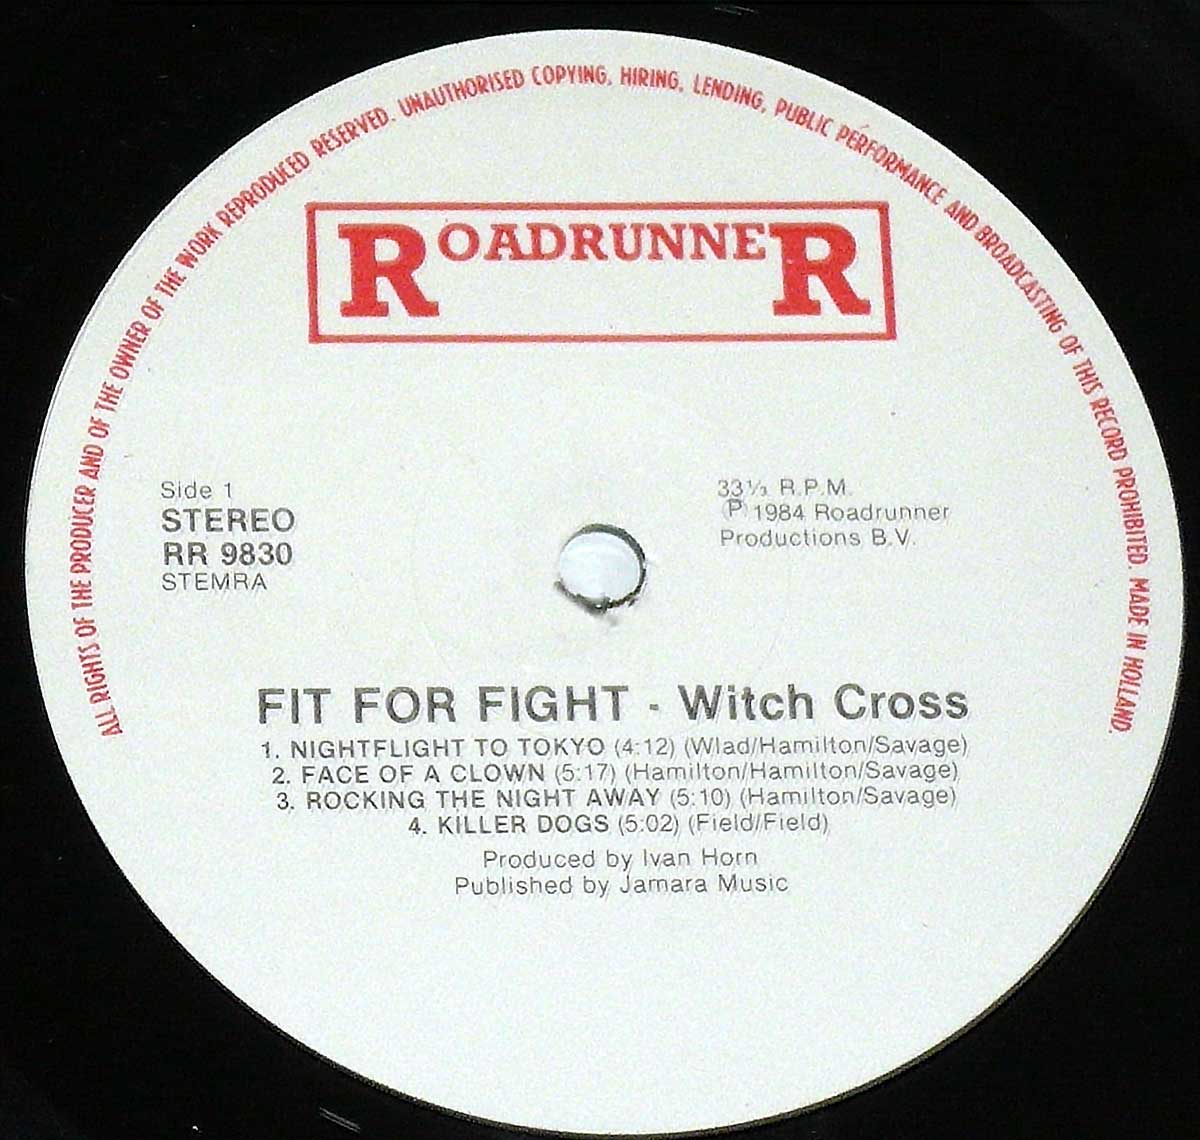 ALL RIGHTS OF THE PRODUCER AND OF THE OWNER OF THE WORK REPRODUCED RESERVED. UNAUTHORISED COPYING, HIRING, LENDING, PUBLIC PERFORMANCE AND BROADCASTING OF THIS RECORD PROHIBITED. MADE IN HOLLAND.
ROADRUNNER
Side 1
STEREO
RR 9830
STEMRA
33⅓ R.P.M.
Ⓟ 1984 Roadrunner
Productions B.V.
FIT FOR FIGHT - Witch Cross
1. NIGHTFLIGHT TO TOKYO (4:12) (Wlad/Hamilton/Savage)
2. FACE OF A CLOWN (5:17) (Hamilton/Hamilton/Savage)
3. ROCKING THE NIGHT AWAY (5:10) (Hamilton/Savage)
4. KILLER DOGS (5:02) (Field/Field)
Produced by Ivan Horn
Published by Jamara Music